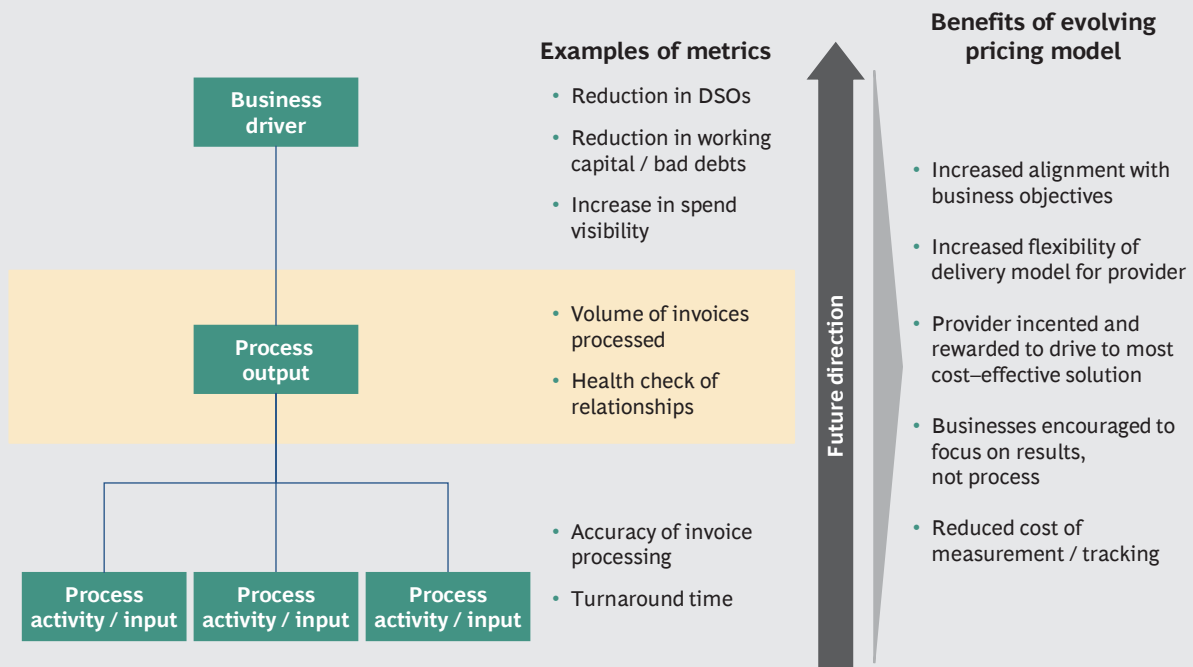 Examples of metrics
Benefits of evolving
pricing model
Business
driver
• Reduction in DSOs
• Reduction in working
capital / bad debts
• Increase in spend
visibility
Process
output
• Volume of invoices
processed
• Health check of
relationships
Process
activity / input
Process
activity / input
Process
activity / input
• Accuracy of invoice
processing
• Turnaround time
Future direction
• Increased alignment with
business objectives
• Increased flexibility of
delivery model for provider
• Provider incented and
rewarded to drive to most
cost–effective solution
• Businesses encouraged to
focus on results,
not process
• Reduced cost of
measurement / tracking